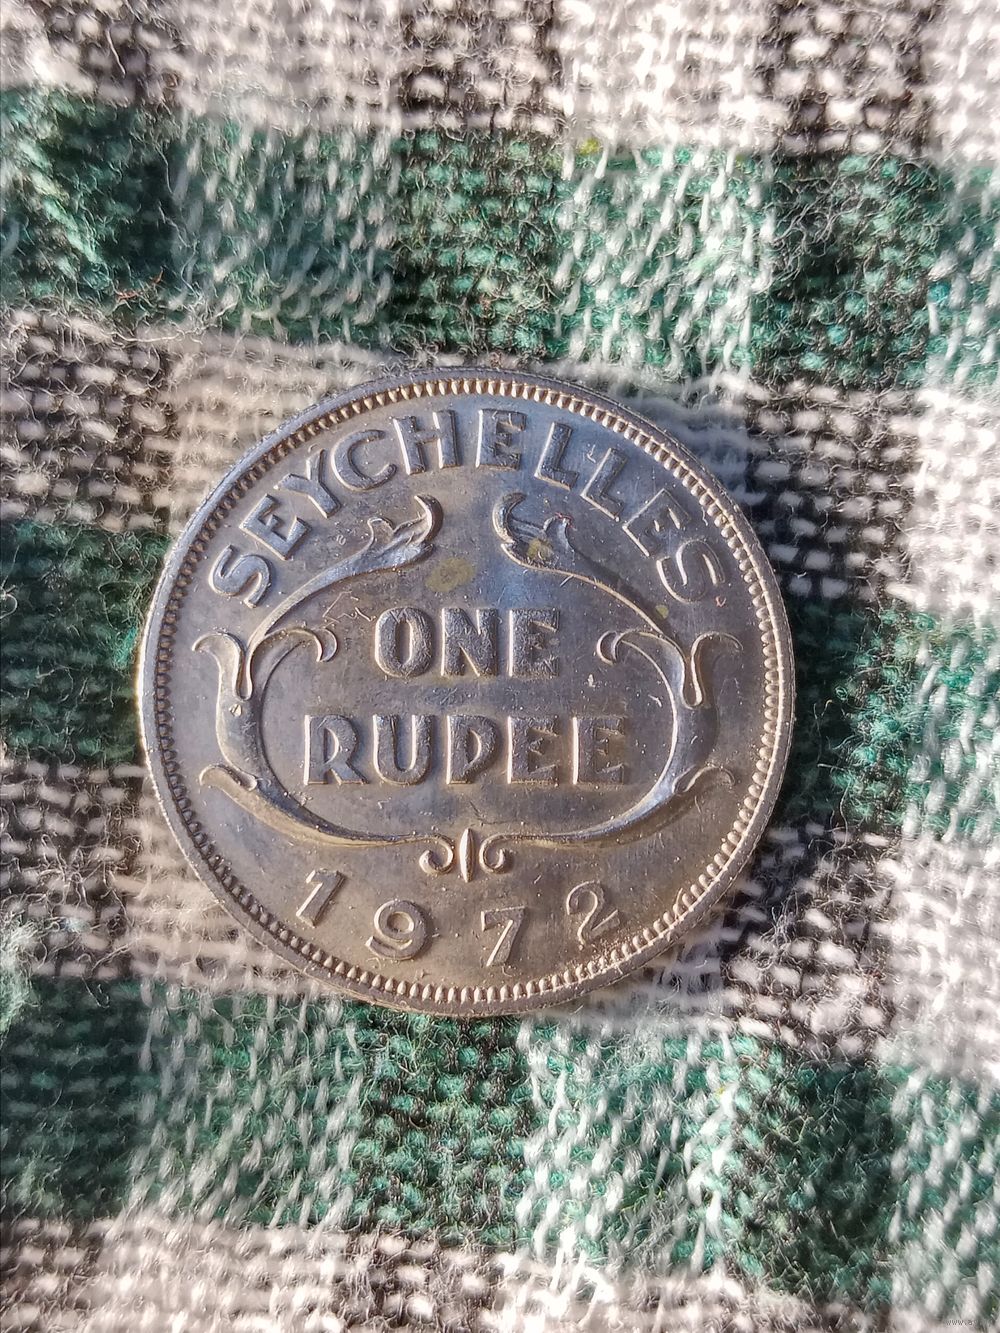 SEYCHELLES
ONE
RUPEE
1972